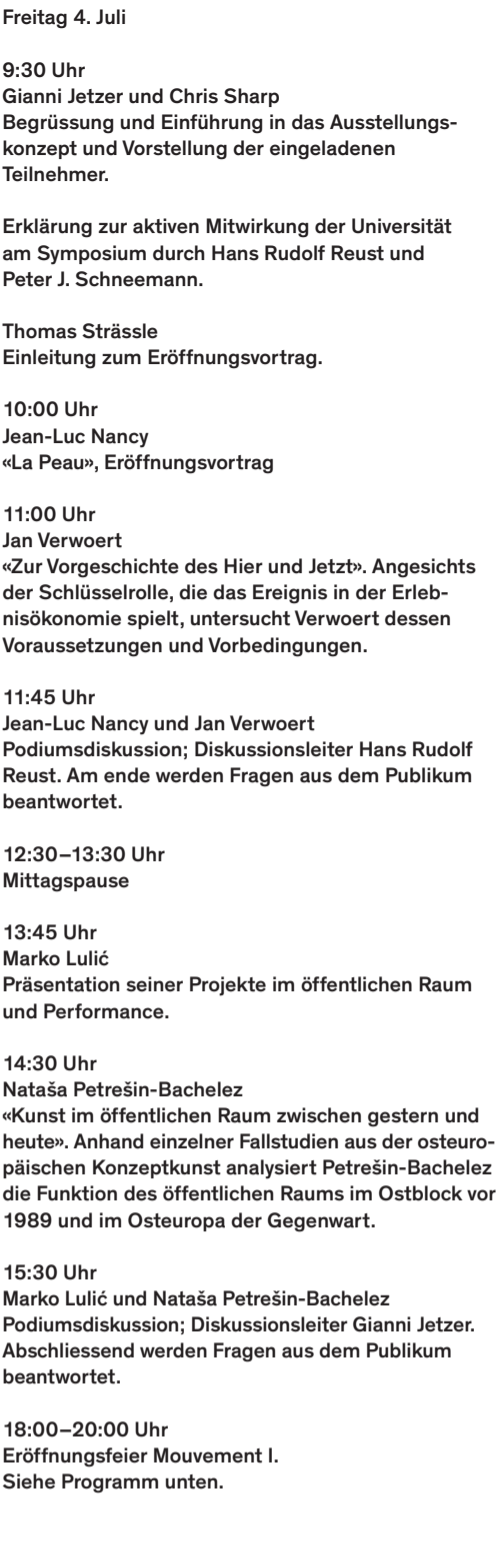 Freitag 4. Juli
9:30 Uhr
Gianni Jetzer und Chris Sharp
Begrüssung und Einführung in das Ausstellungs-
konzept und Vorstellung der eingeladenen
Teilnehmer.
Erklärung zur aktiven Mitwirkung der Universität
am Symposium durch Hans Rudolf Reust und
Peter J. Schneemann.
Thomas Strässle
Einleitung zum Eröffnungsvortrag.
10:00 Uhr
Jean-Luc Nancy
«La Peau», Eröffnungsvortrag
11:00 Uhr
Jan Verwoert
«Zur Vorgeschichte des Hier und Jetzt». Angesichts
der Schlüsselrolle, die das Ereignis in der Erleb-
nisökonomie spielt, untersucht Verwoert dessen
Voraussetzungen und Vorbedingungen.
11:45 Uhr
Jean-Luc Nancy und Jan Verwoert
Podiumsdiskussion; Diskussionsleiter Hans Rudolf
Reust. Am ende werden Fragen aus dem Publikum
beantwortet.
12:30–13:30 Uhr
Mittagspause
13:45 Uhr
Marko Lulić
Präsentation seiner Projekte im öffentlichen Raum
und Performance.
14:30 Uhr
Nataša Petrešin-Bachelez
«Kunst im öffentlichen Raum zwischen gestern und
heute». Anhand einzelner Fallstudien aus der osteuro-
päischen Konzeptkunst analysiert Petrešin-Bachelez
die Funktion des öffentlichen Raums im Ostblock vor
1989 und im Osteuropa der Gegenwart.
15:30 Uhr
Marko Lulić und Nataša Petrešin-Bachelez
Podiumsdiskussion; Diskussionsleiter Gianni Jetzer.
Abschliessend werden Fragen aus dem Publikum
beantwortet.
18:00–20:00 Uhr
Eröffnungsfeier Mouvement I.
Siehe Programm unten.